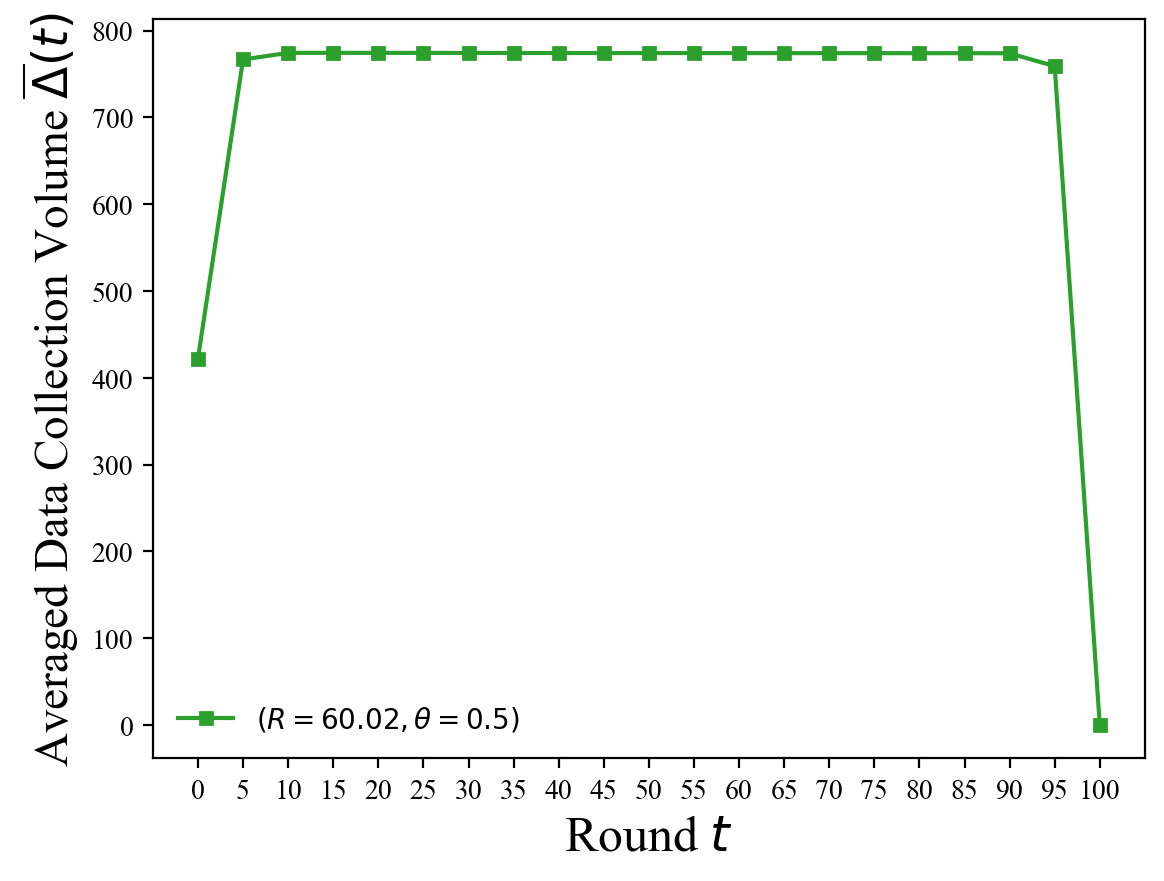 Averaged Data Collection Volume $\overline{\Delta}(t)$
800
700
600
500
400
300
200
100
0
(R = 60.02, θ = 0.5)
0 5 10 15 20 25 30 35 40 45 50 55 60 65 70 75 80 85 90 95 100
Round t